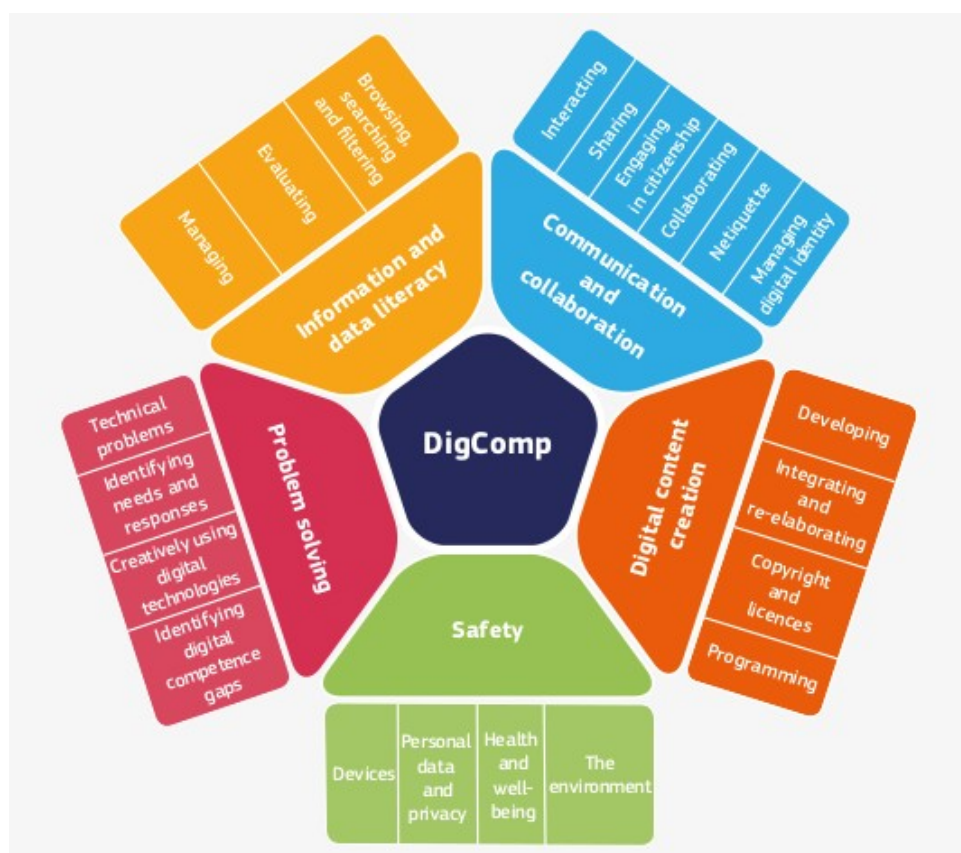 DigComp
Information and
data literacy
Browsing,
searching
and filtering
Evaluating
Managing
Communication
and
collaboration
Interacting
Sharing
Engaging
in citizenship
Collaborating
Netiquette
Managing
digital identity
Digital content
creation
Developing
Integrating
and
re-elaborating
Copyright
and
licences
Programming
Safety
Devices
Personal
data
and
privacy
Health
and
well-
being
The
environment
Problem solving
Technical
problems
Identifying
needs and
responses
Creatively using
digital
technologies
Identifying
digital
competence
gaps